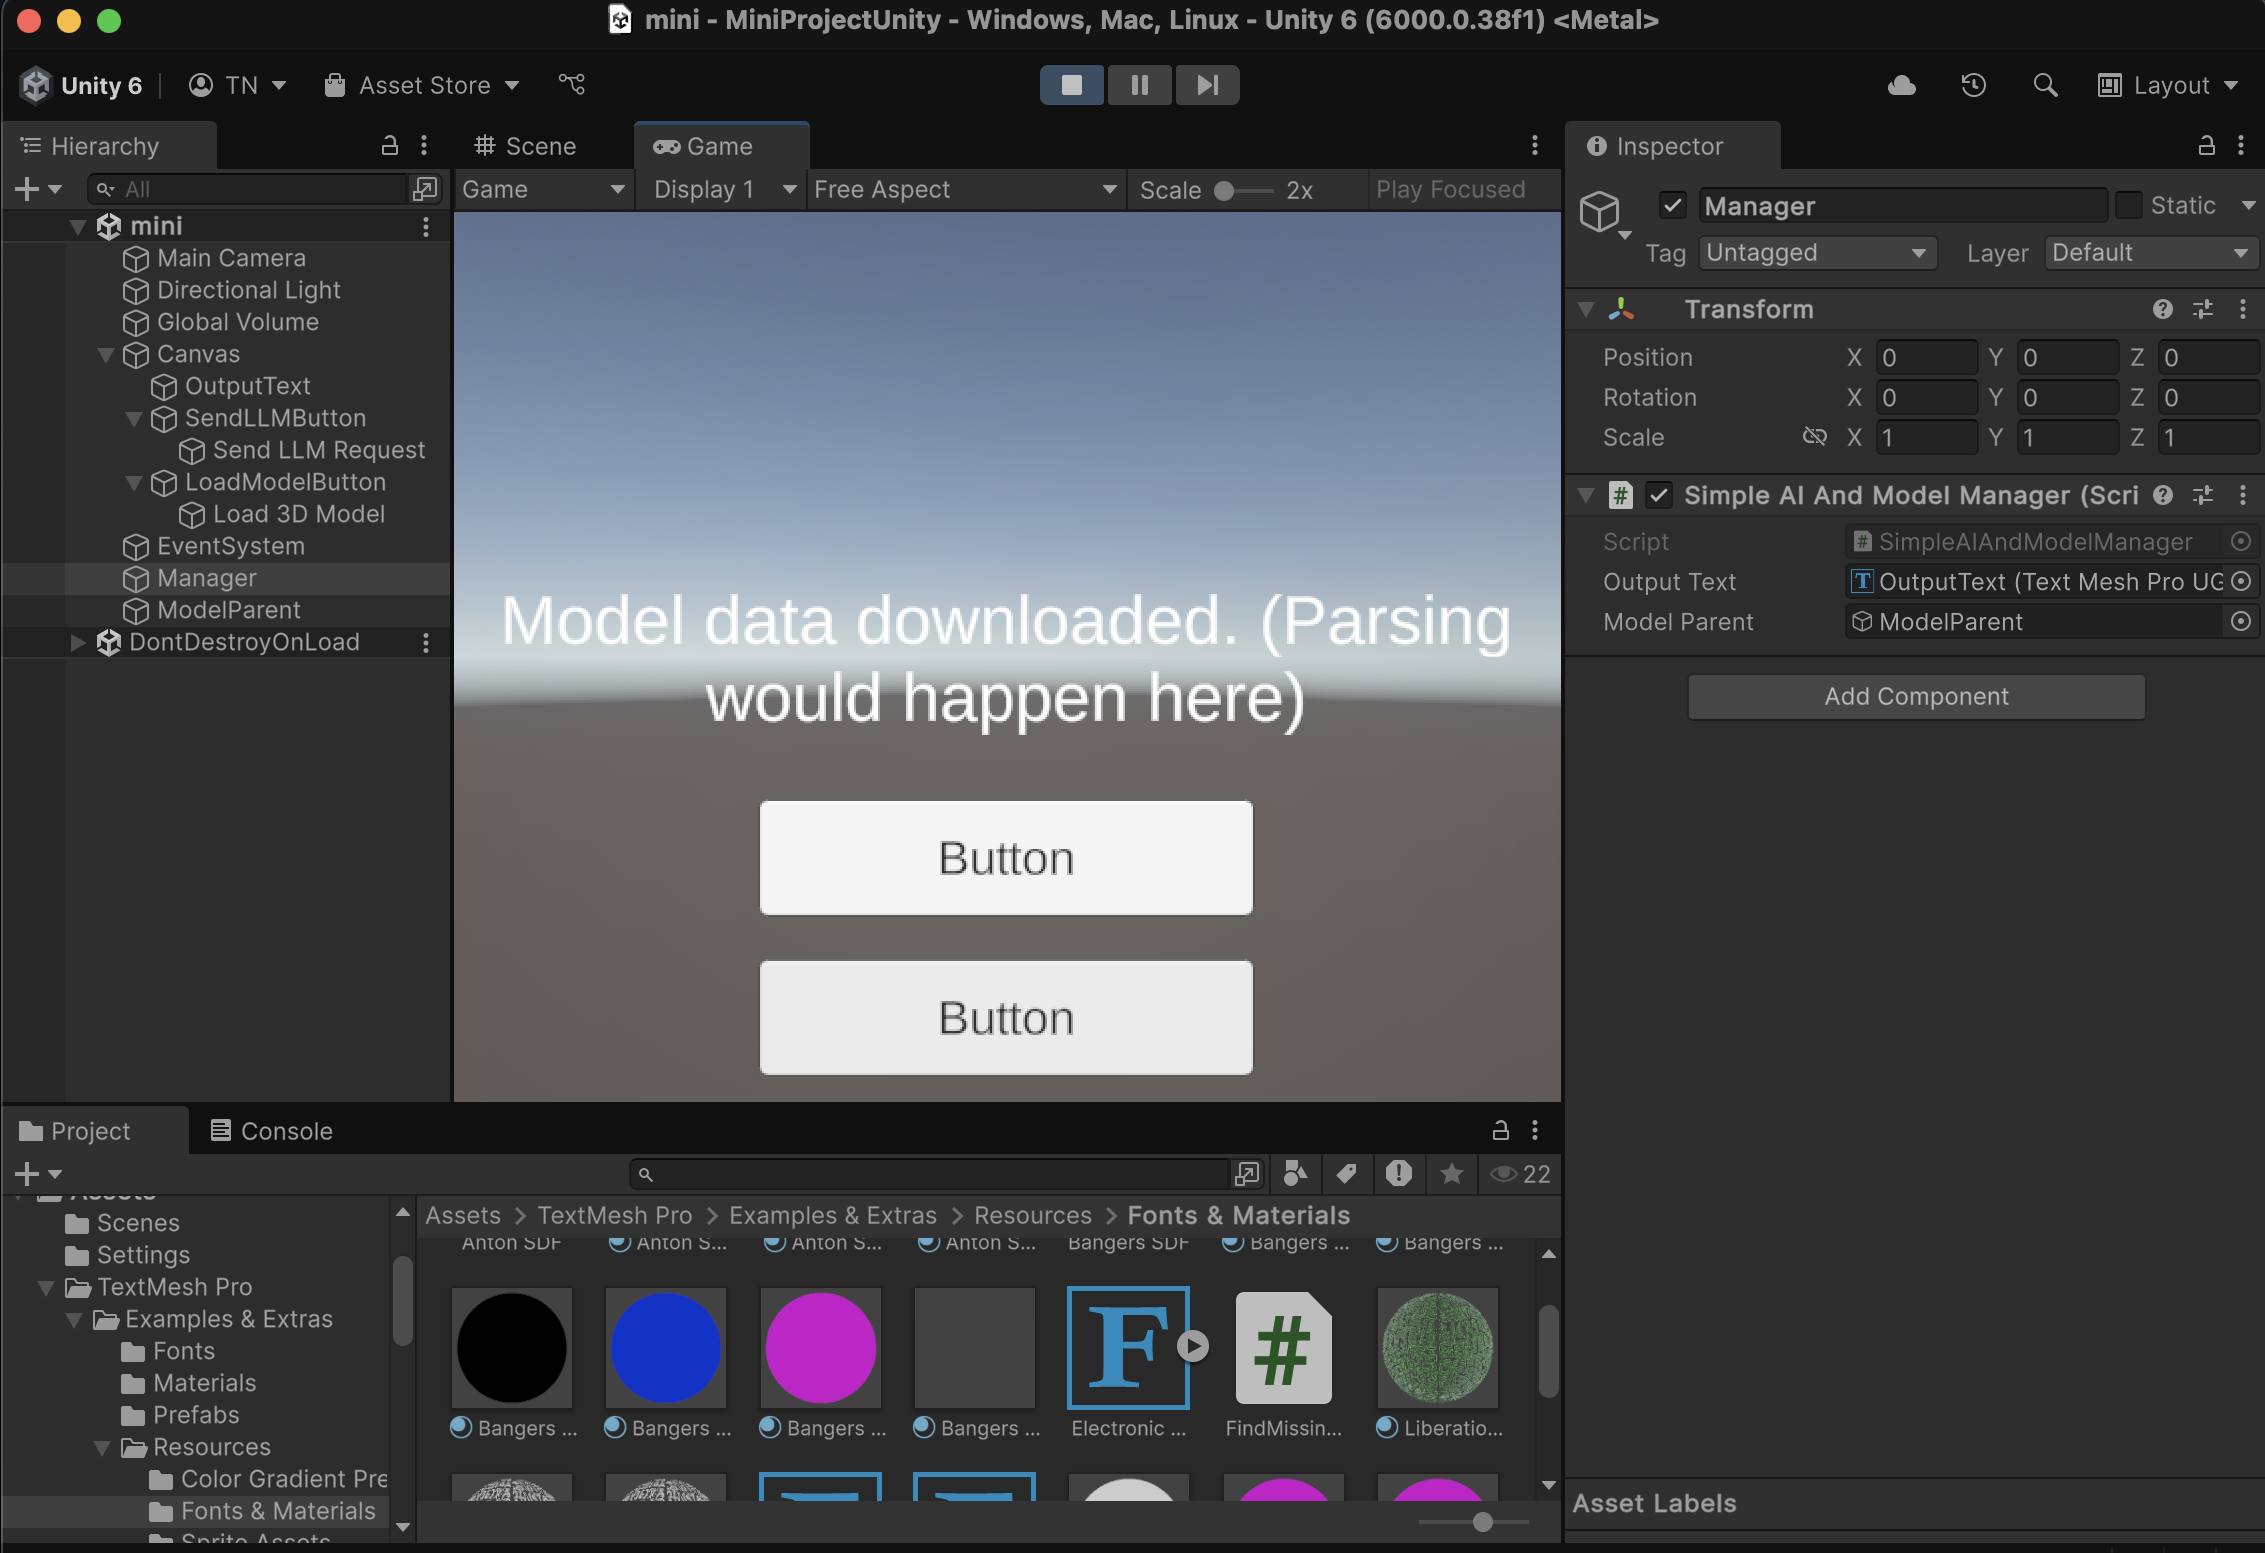 mini - MiniProjectUnity - Windows, Mac, Linux - Unity 6 (6000.0.38f1) <Metal>
Unity 6 TN Asset Store Layout
Hierarchy
All
mini
Main Camera
Directional Light
Global Volume
Canvas
OutputText
SendLLMButton
Send LLM Request
LoadModelButton
Load 3D Model
EventSystem
Manager
ModelParent
DontDestroyOnLoad
Scene Game
Game Display 1 Free Aspect Scale 2x Play Focused
Model data downloaded. (Parsing
would happen here)
Button
Button
Inspector
Manager Static
Tag Untagged Layer Default
Transform
Position X 0 Y 0 Z 0
Rotation X 0 Y 0 Z 0
Scale X 1 Y 1 Z 1
# Simple AI And Model Manager (Scri
Script # SimpleAIAndModelManager
Output Text T OutputText (Text Mesh Pro UG
Model Parent ModelParent
Add Component
Asset Labels
Project Console
22
Assets
Scenes
Settings
TextMesh Pro
Examples & Extras
Fonts
Materials
Prefabs
Resources
Color Gradient Pre
Fonts & Materials
Sprite Assets
Assets > TextMesh Pro > Examples & Extras > Resources > Fonts & Materials
Anton SDF Anton S... Anton S... Anton S... Bangers SDF Bangers ... Bangers ...
F #
Bangers ... Bangers ... Bangers ... Bangers ... Electronic ... FindMissin... Liberatio...